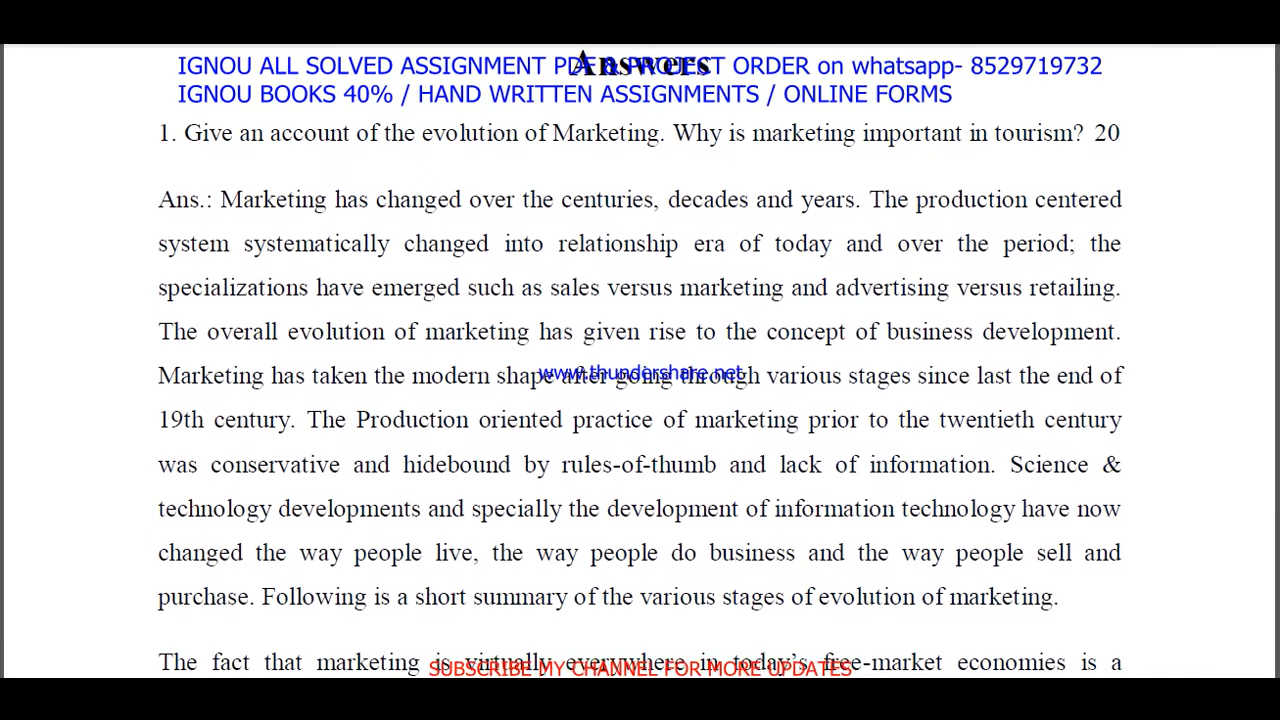 Answers
IGNOU ALL SOLVED ASSIGNMENT PDF & PROJECT ORDER on whatsapp- 8529719732
IGNOU BOOKS 40% / HAND WRITTEN ASSIGNMENTS / ONLINE FORMS
1. Give an account of the evolution of Marketing. Why is marketing important in tourism? 20
Ans.: Marketing has changed over the centuries, decades and years. The production centered
system systematically changed into relationship era of today and over the period; the
specializations have emerged such as sales versus marketing and advertising versus retailing.
The overall evolution of marketing has given rise to the concept of business development.
www.thundershare.net
Marketing has taken the modern shape after going through various stages since last the end of
19th century. The Production oriented practice of marketing prior to the twentieth century
was conservative and hidebound by rules-of-thumb and lack of information. Science &
technology developments and specially the development of information technology have now
changed the way people live, the way people do business and the way people sell and
purchase. Following is a short summary of the various stages of evolution of marketing.
The fact that marketing is virtually everywhere in today's free-market economies is a
SUBSCRIBE MY CHANNEL FOR MORE UPDATES